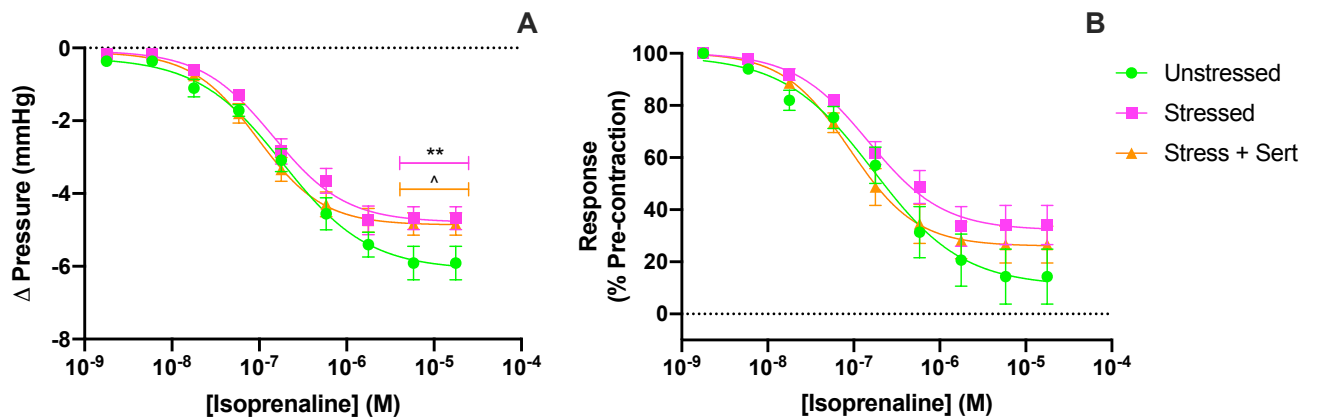 A
0
-2
-4
-6
-8
Δ Pressure (mmHg)
**
^
10-9 10-8 10-7 10-6 10-5 10-4
[Isoprenaline] (M)
B
100
80
60
40
20
0
Response
(% Pre-contraction)
10-9 10-8 10-7 10-6 10-5 10-4
[Isoprenaline] (M)
Unstressed
Stressed
Stress + Sert